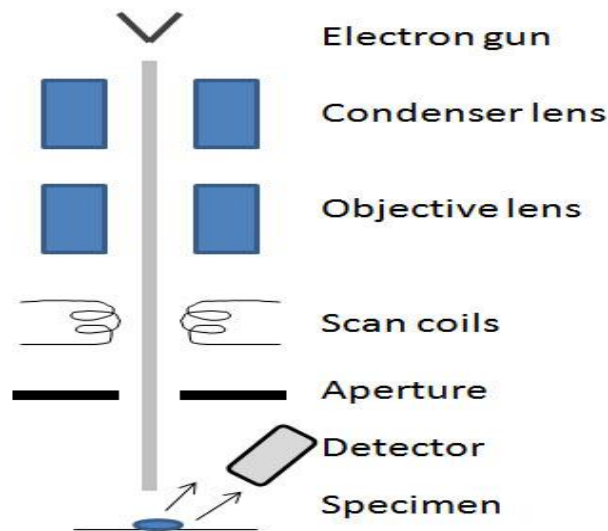 Electron gun
Condenser lens
Objective lens
Scan coils
Aperture
Detector
Specimen